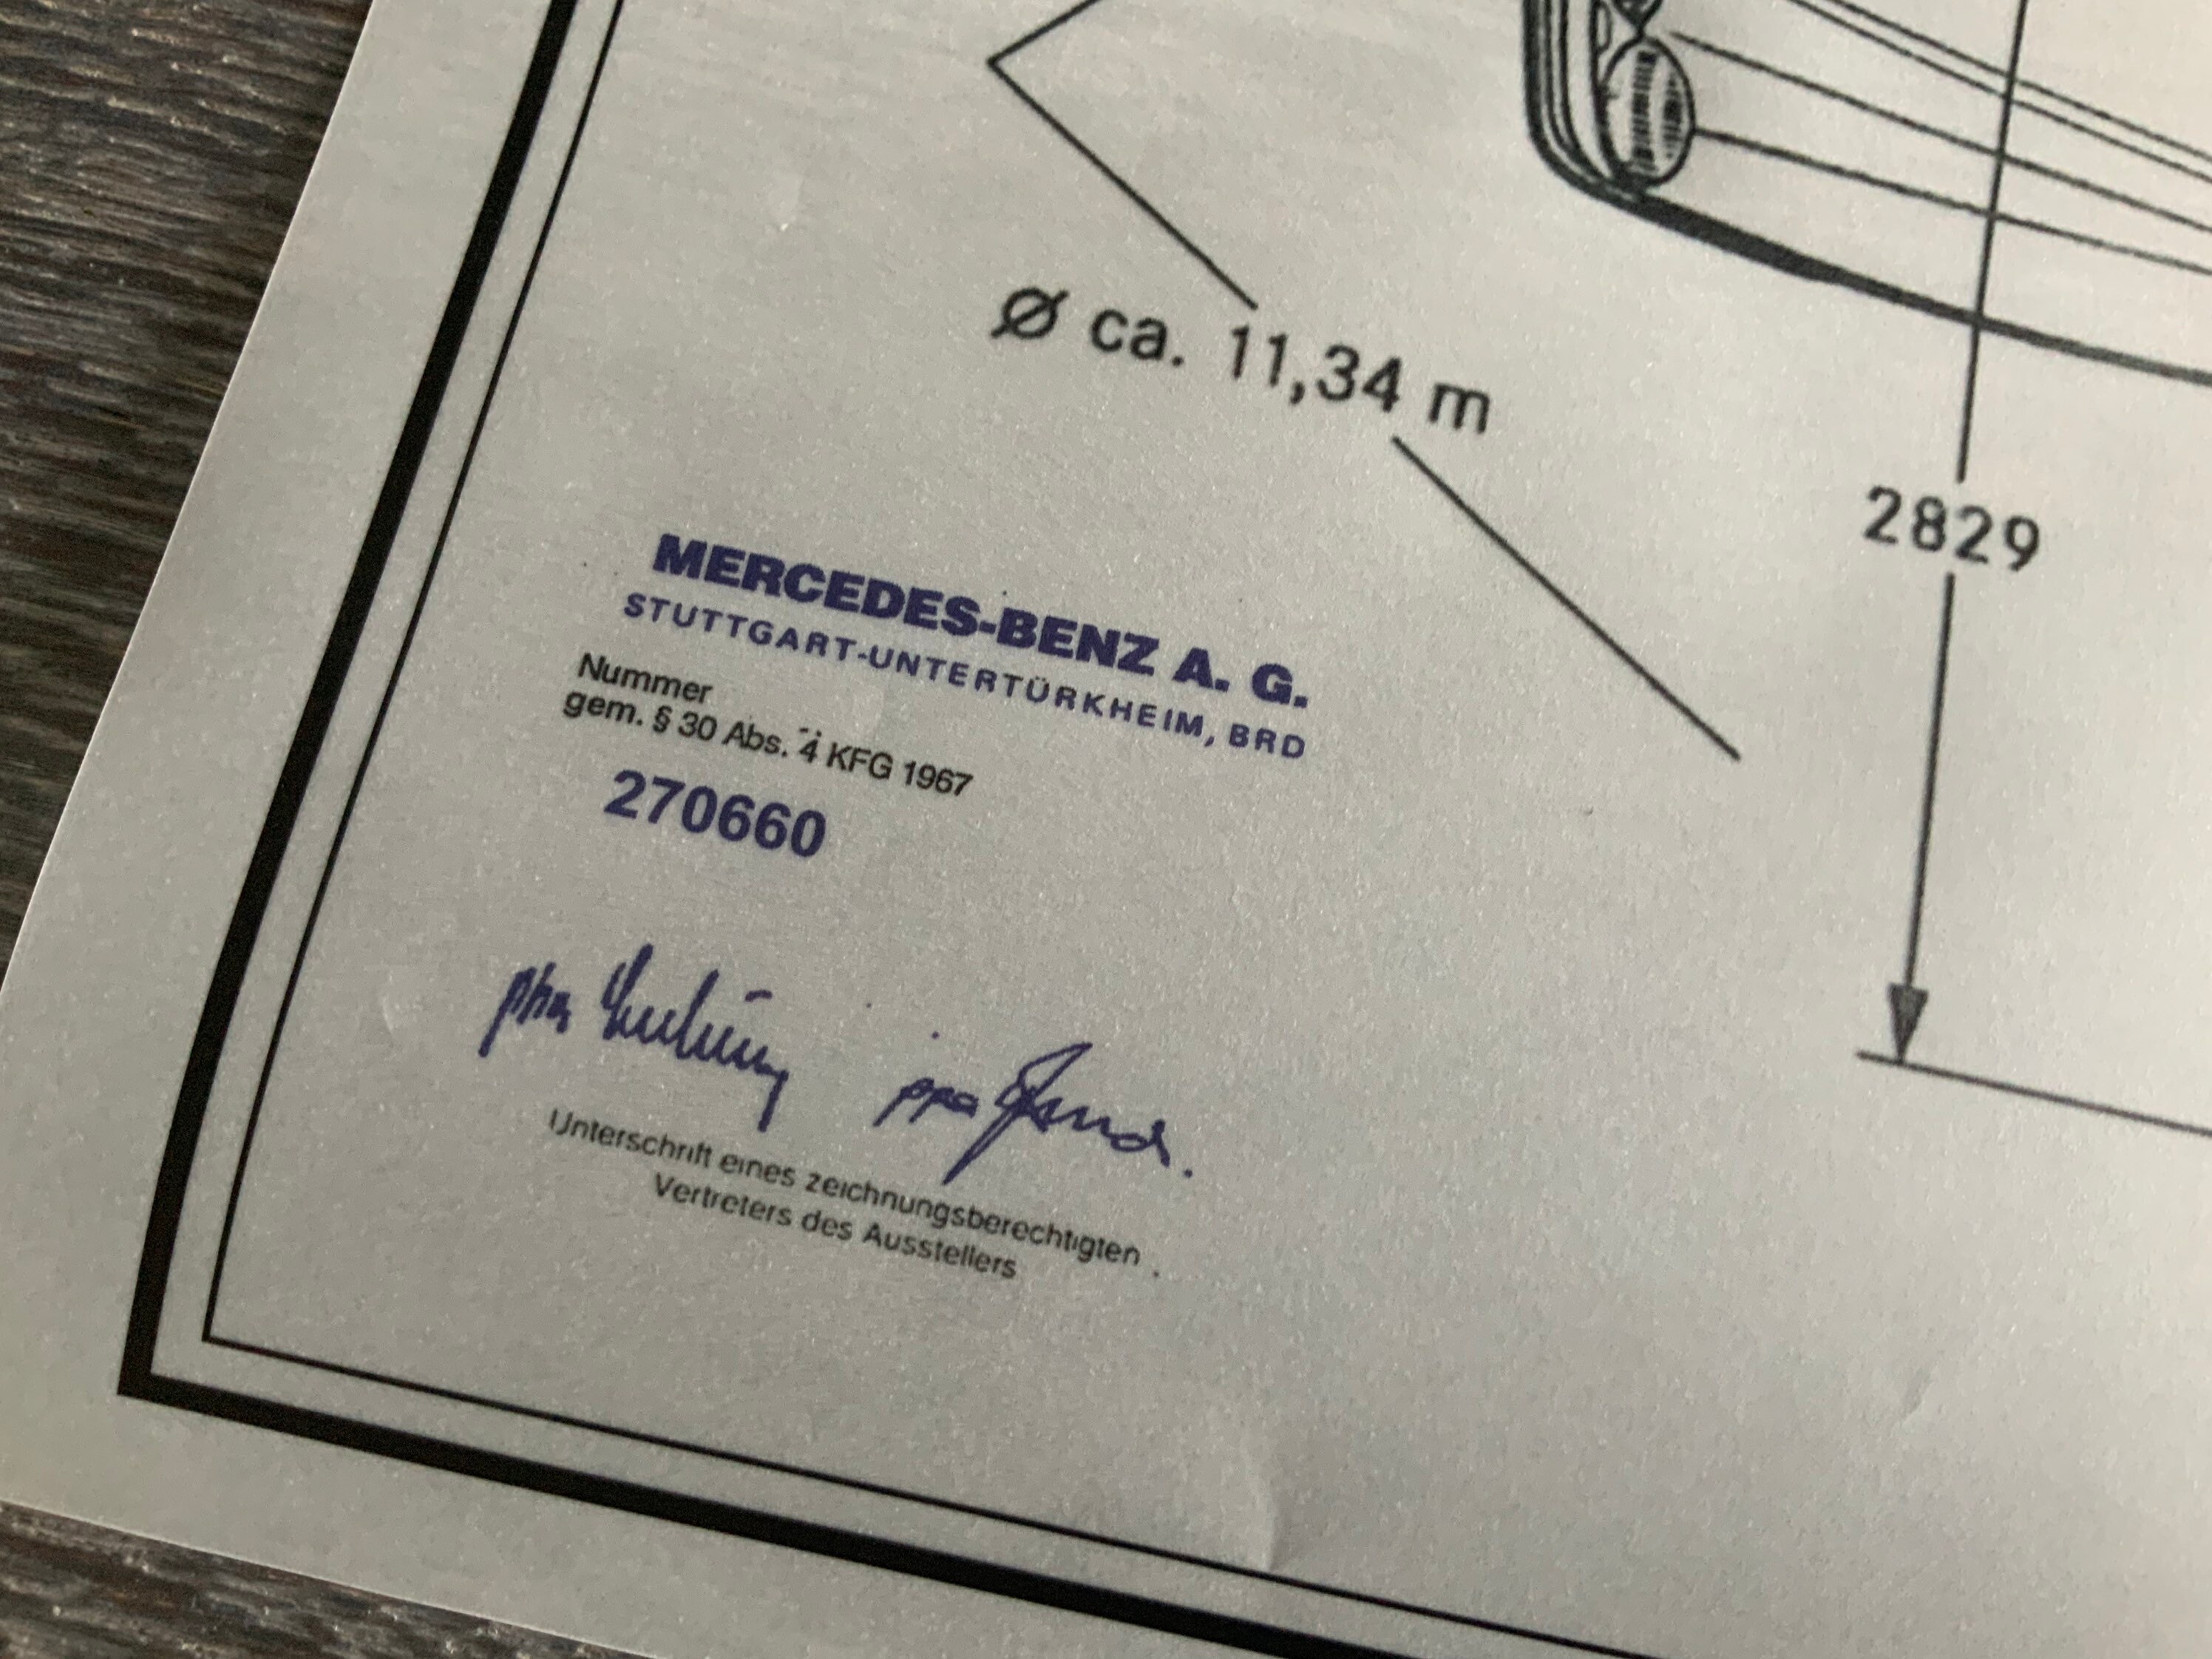 Ø ca. 11,34 m
2829
MERCEDES-BENZ A. G.
STUTTGART-UNTERTÜRKHEIM, BRD
Nummer
gem. § 30 Abs. 4 KFG 1967
270660
ppa
Unterschrift eines zeichnungsberechtigten
Vertreters des Ausstellers